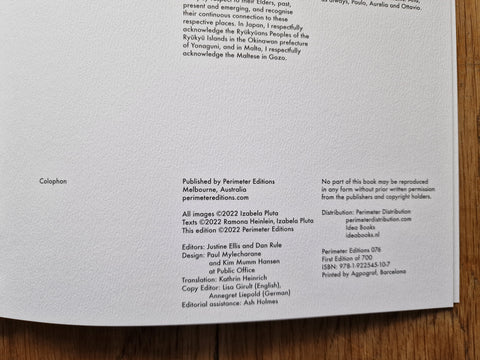 respect to their Elders, past,
present and emerging, and recognise
their continuous connection to these
respective places. In Japan, I respectfully
acknowledge the Ryūkyūans Peoples of the
Ryūkyū Islands in the Okinawan prefecture
of Yonaguni, and in Malta, I respectfully
acknowledge the Maltese in Gozo.
always, Paulo, Aurelia and Ottavio.
Colophon
Published by Perimeter Editions
Melbourne, Australia
perimetereditions.com
All images ©2022 Izabela Pluta
Texts ©2022 Ramona Heinlein, Izabela Pluta
This edition ©2022 Perimeter Editions
Editors: Justine Ellis and Dan Rule
Design: Paul Mylecharane
and Kim Mumm Hansen
at Public Office
Translation: Kathrin Heinrich
Copy Editor: Lisa Girult (English),
Annegret Liepold (German)
Editorial assistance: Ash Holmes
No part of this book may be reproduced
in any form without prior written permission
from the publishers and copyright holders.
Distribution: Perimeter Distribution
perimeterdistribution.com
Idea Books
ideabooks.nl
Perimeter Editions 076
First Edition of 700
ISBN: 978-1-922545-10-7
Printed by Agpograf, Barcelona